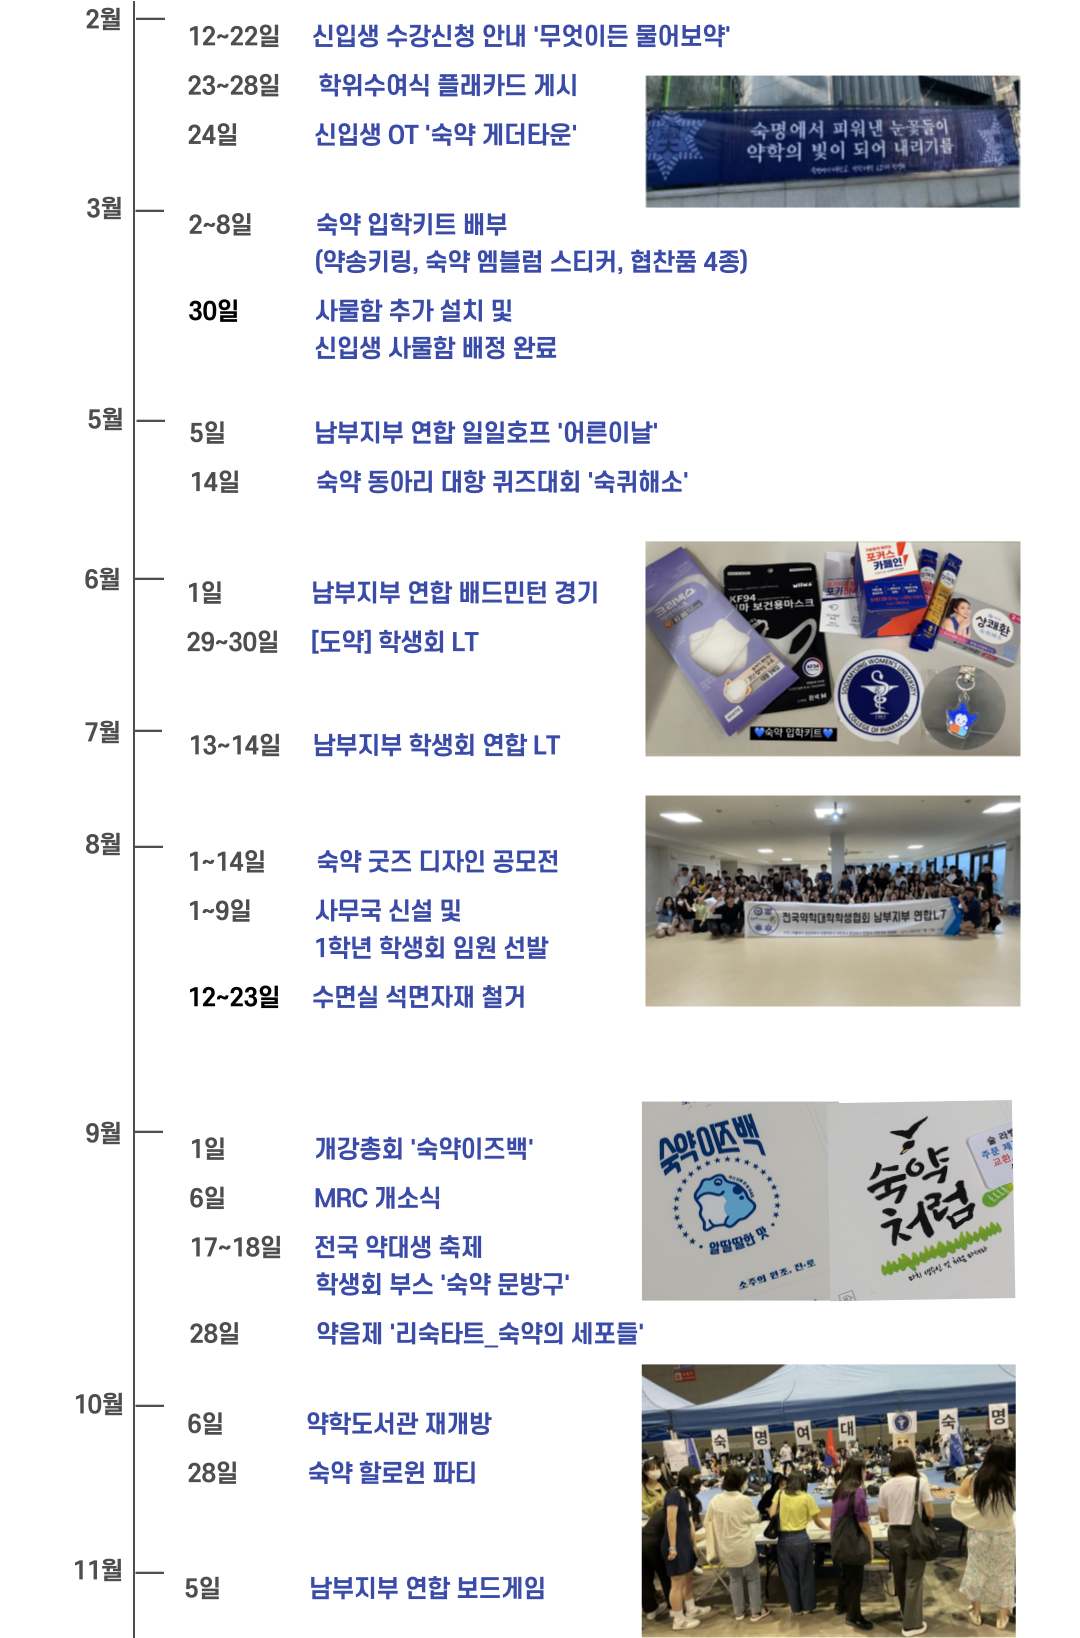 2월
12~22일 신입생 수강신청 안내 '무엇이든 물어보약'
23~28일 학위수여식 플래카드 게시
24일 신입생 OT '숙약 게더타운'
숙명에서 피워낸 눈꽃들이
약학의 빛이 되어 내리기를
3월
2~8일 숙약 입학키트 배부
(약송키링, 숙약 엠블럼 스티커, 협찬품 4종)
30일 사물함 추가 설치 및
신입생 사물함 배정 완료
5월
5일 남부지부 연합 일일호프 '어른이날'
14일 숙약 동아리 대항 퀴즈대회 '숙퀴해소'
6월
1일 남부지부 연합 배드민턴 경기
29~30일 [도약] 학생회 LT
크리넥스
KF94
보건용마스크
포커스
카페인!
상쾌환
SOOKMYUNG WOMEN'S UNIVERSITY
COLLEGE OF PHARMACY
숙약 입학키트
7월
13~14일 남부지부 학생회 연합 LT
8월
1~14일 숙약 굿즈 디자인 공모전
1~9일 사무국 신설 및
1학년 학생회 임원 선발
12~23일 수면실 석면자재 철거
전국약학대학학생협회 남부지부 연합LT
9월
1일 개강총회 '숙약이즈백'
6일 MRC 개소식
17~18일 전국 약대생 축제
학생회 부스 '숙약 문방구'
28일 약음제 '리숙타트_숙약의 세포들'
숙약이즈백
알딸딸한 맛
소주의 원조, 진·로
숙약
처럼
10월
6일 약학도서관 재개방
28일 숙약 할로윈 파티
숙 명 여 대 숙 명
11월
5일 남부지부 연합 보드게임